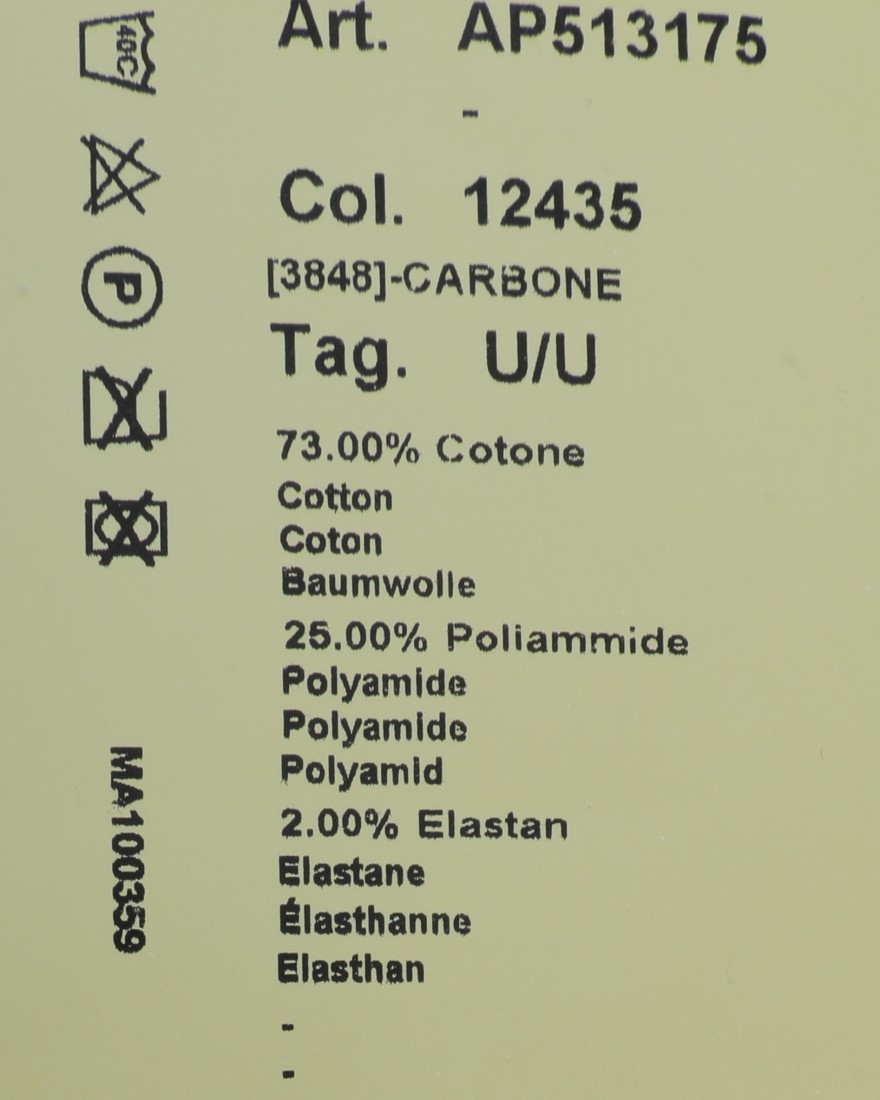 Art. AP513175
-
Col. 12435
[3848]-CARBONE
Tag. U/U
73.00% Cotone
Cotton
Coton
Baumwolle
25.00% Poliammide
Polyamide
Polyamide
Polyamid
2.00% Elastan
Elastane
Élasthanne
Elasthan
-
-
40C
P
MA100359